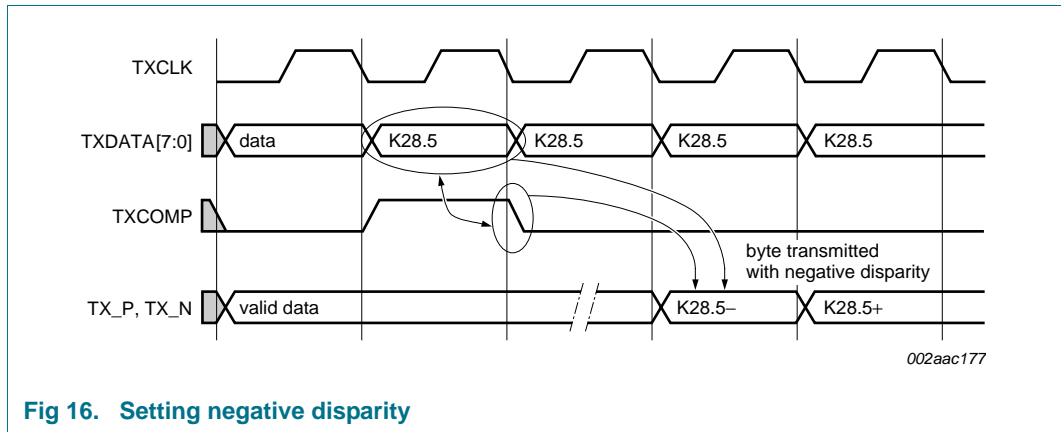 TXCLK
TXDATA[7:0] data K28.5 K28.5 K28.5 K28.5
TXCOMP
byte transmitted
with negative disparity
TX_P, TX_N valid data K28.5− K28.5+
002aac177
Fig 16. Setting negative disparity